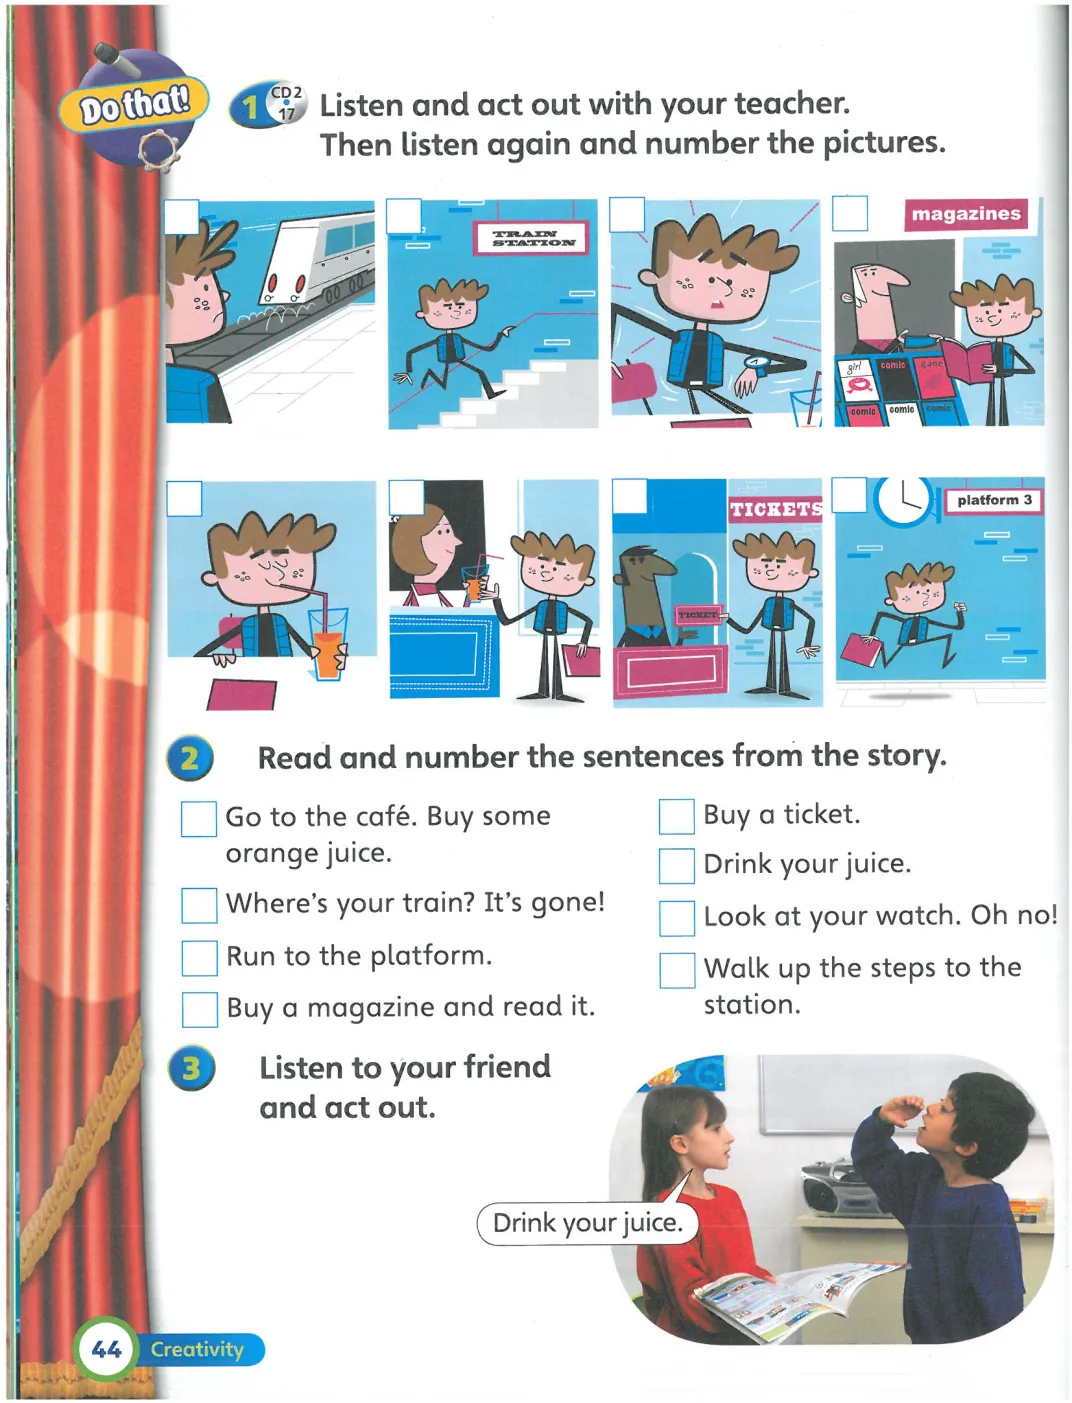 Do that!
1
CD2
17
Listen and act out with your teacher.
Then listen again and number the pictures.
TRAIN
STATION
magazines
girl
comic
game
comic
comic
comic
TICKETS
TICKET
platform 3
2
Read and number the sentences from the story.
Go to the café. Buy some
orange juice.
Where's your train? It's gone!
Run to the platform.
Buy a magazine and read it.
Buy a ticket.
Drink your juice.
Look at your watch. Oh no!
Walk up the steps to the
station.
3
Listen to your friend
and act out.
Drink your juice.
44
Creativity